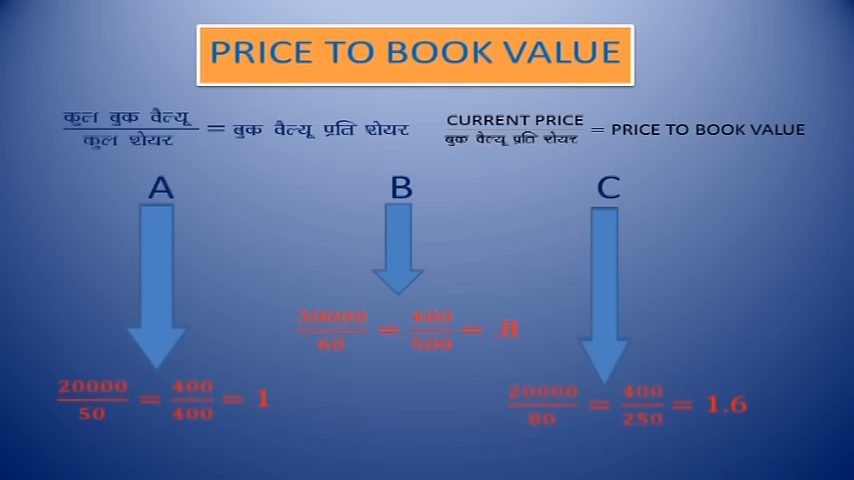 PRICE TO BOOK VALUE
कुल बुक वैल्यू / कुल शेयर = बुक वैल्यू प्रति शेयर
CURRENT PRICE / बुक वैल्यू प्रति शेयर = PRICE TO BOOK VALUE
A
B
C
30000 / 60 = 400 / 500 = .8
20000 / 50 = 400 / 400 = 1
20000 / 80 = 400 / 250 = 1.6